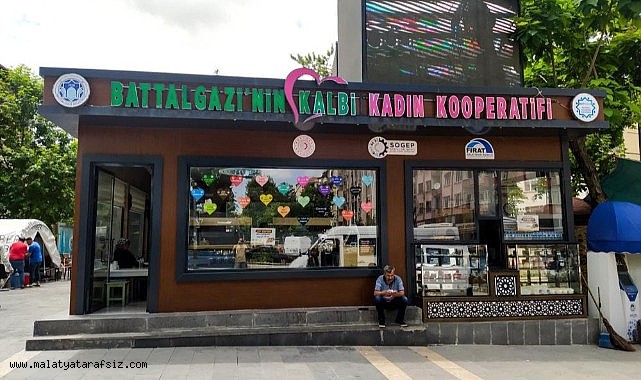 BATTALGAZİ'NİN KALBİ KADIN KOOPERATİFİ
SOGEP
FIRAT
www.malatyatarafsiz.com